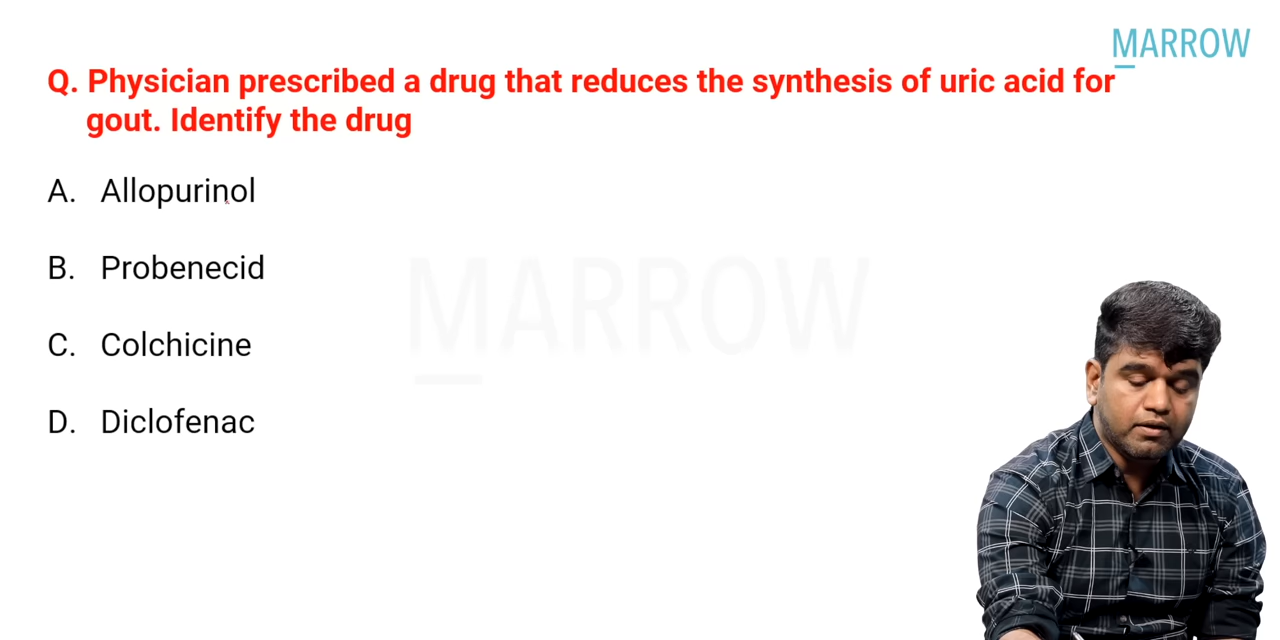 MARROW
Q. Physician prescribed a drug that reduces the synthesis of uric acid for
gout. Identify the drug
A. Allopurinol
B. Probenecid
MARROW
C. Colchicine
D. Diclofenac